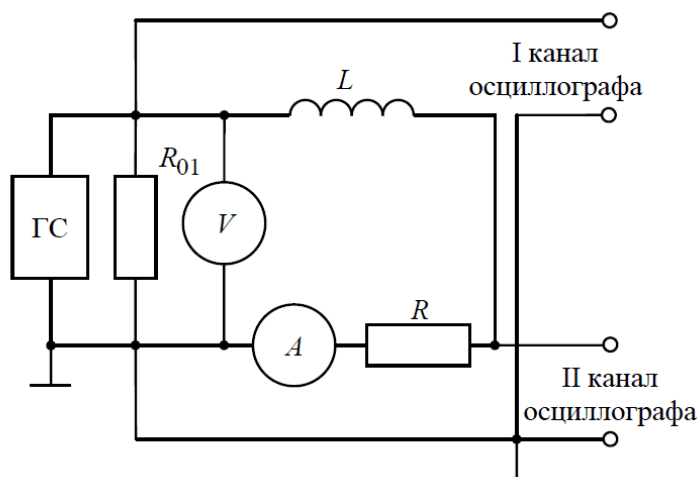 I канал
осциллографа
L
R01
ГС
V
R
A
II канал
осциллографа